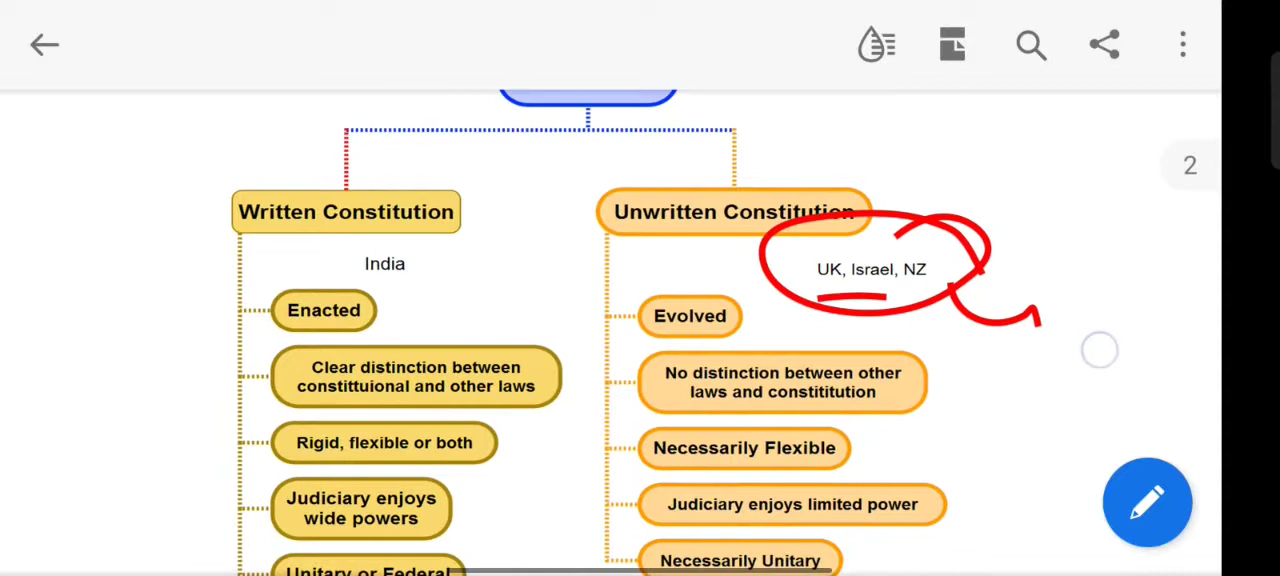 2
Written Constitution
Unwritten Constitution
India
UK, Israel, NZ
Enacted
Evolved
Clear distinction between
constittuional and other laws
No distinction between other
laws and constititution
Rigid, flexible or both
Necessarily Flexible
Judiciary enjoys
wide powers
Judiciary enjoys limited power
Unitary or Federal
Necessarily Unitary